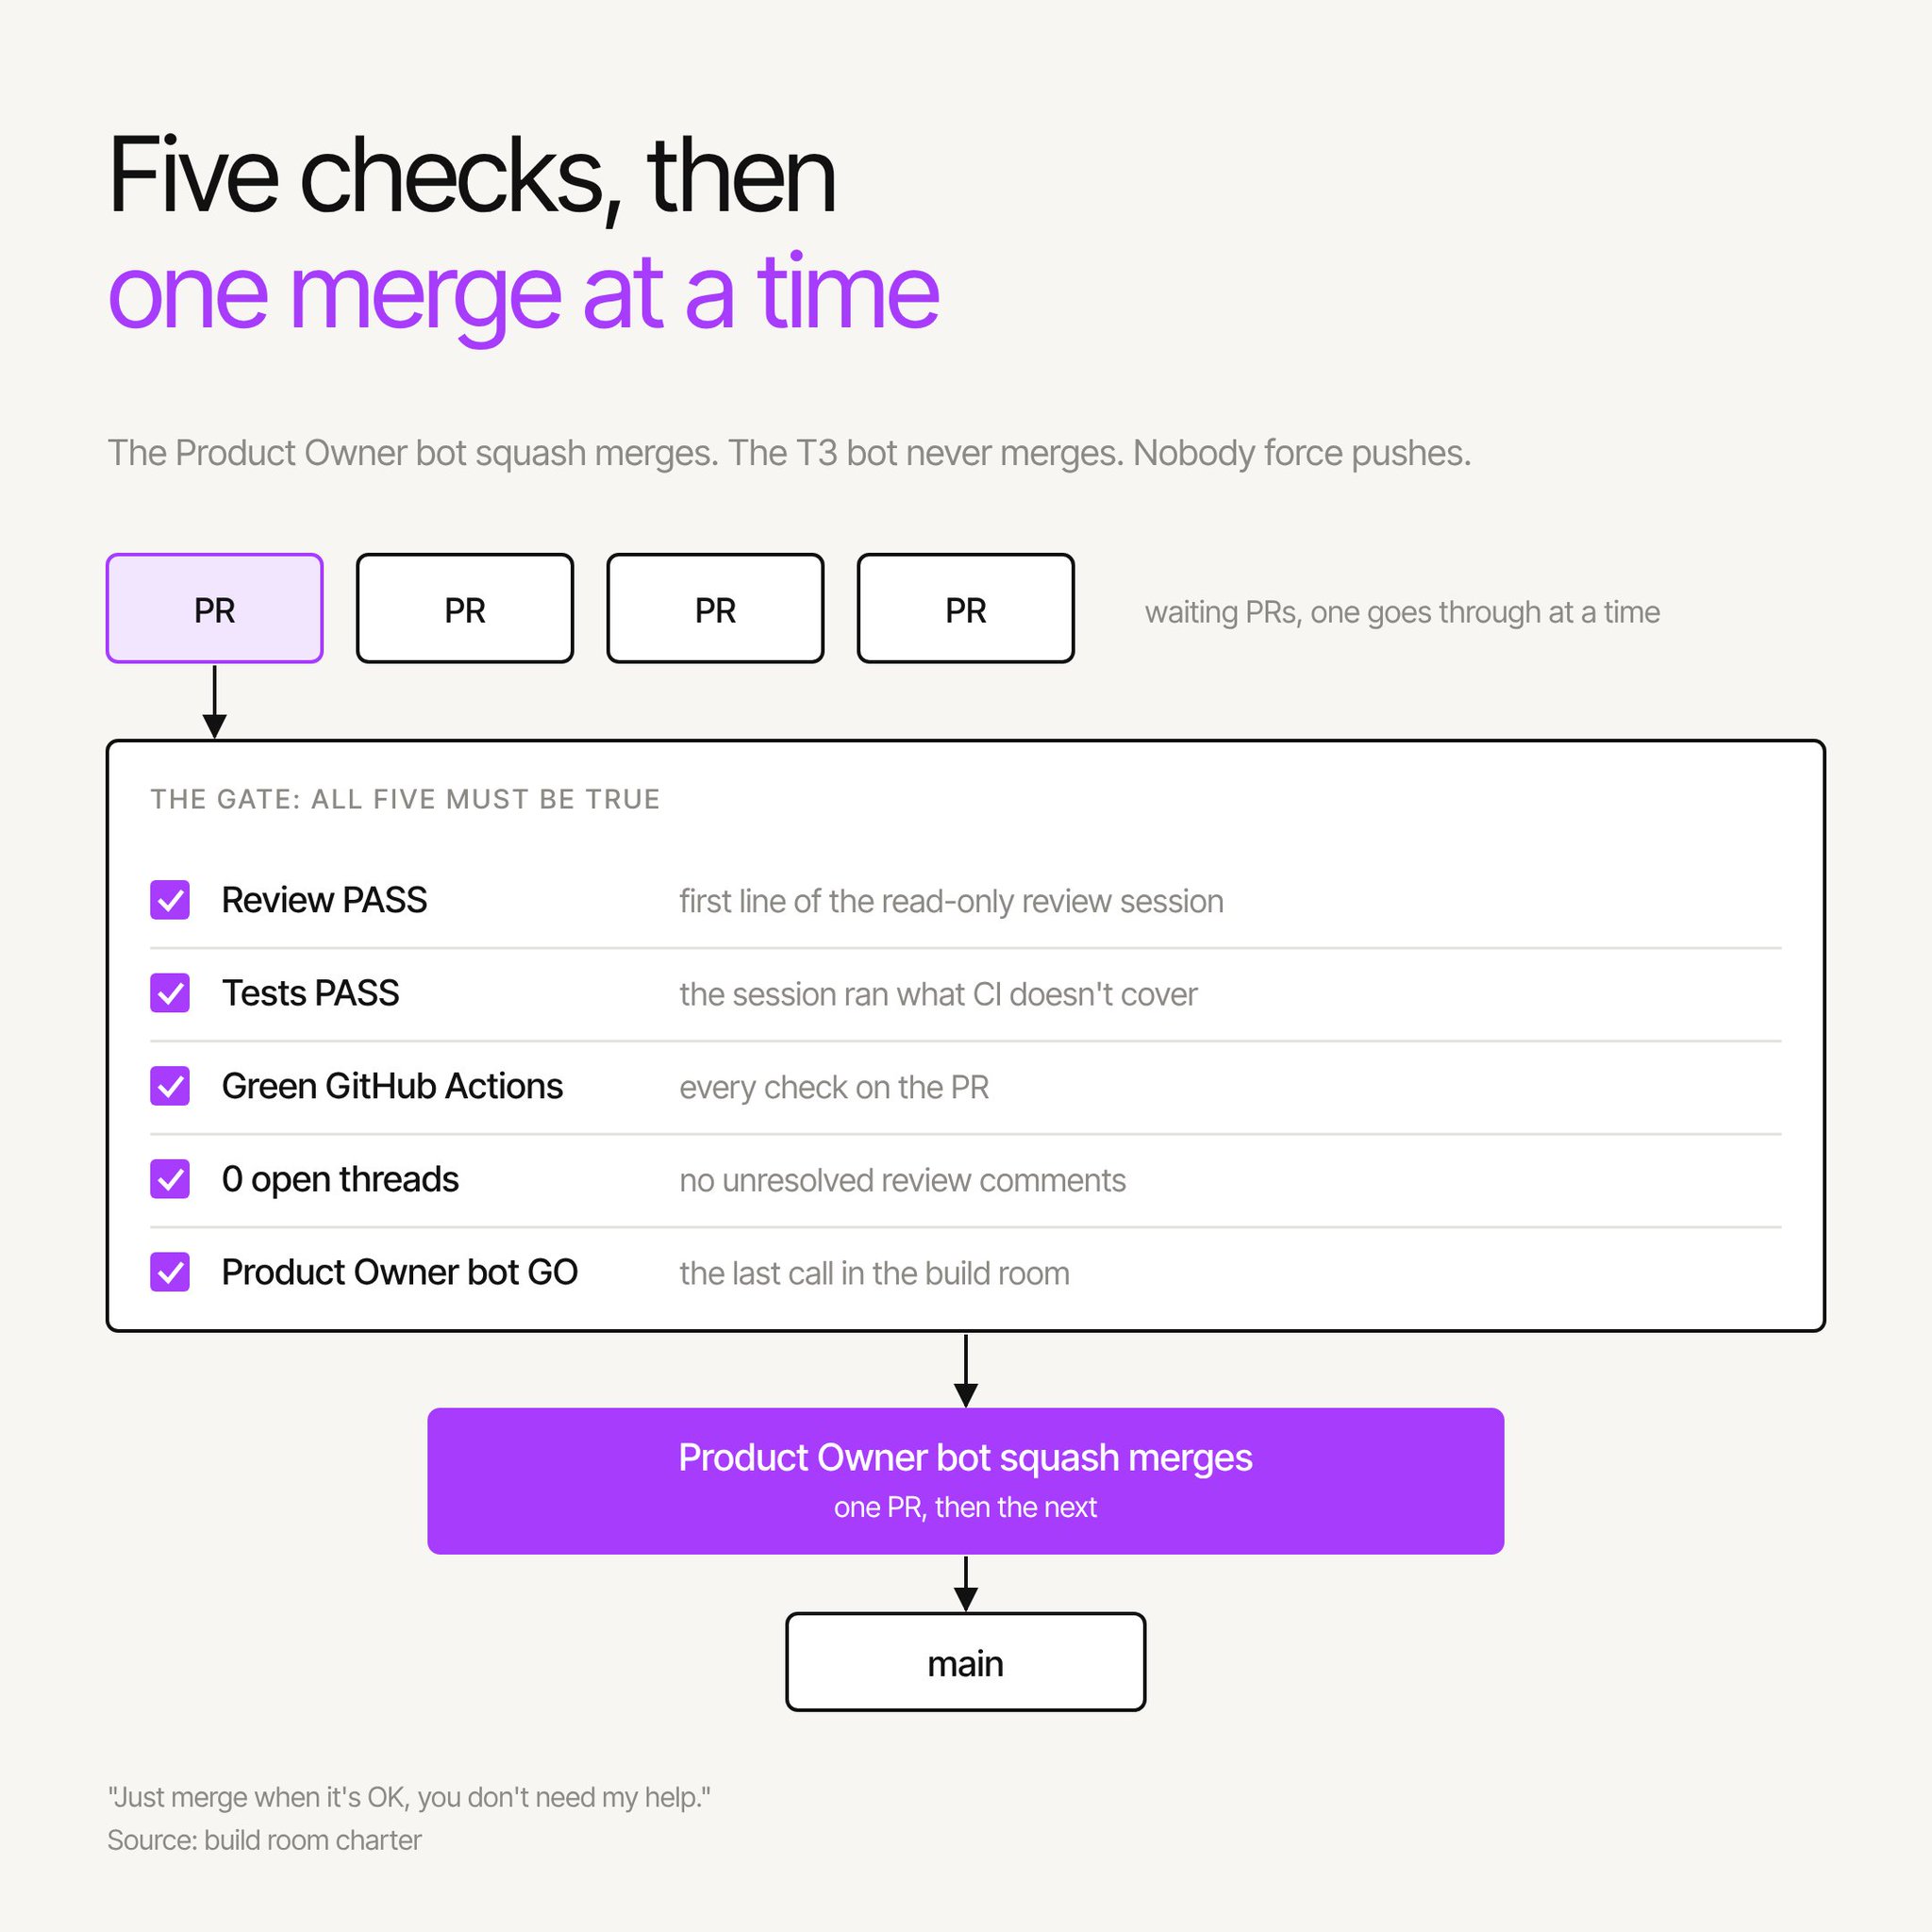 Five checks, then
one merge at a time
The Product Owner bot squash merges. The T3 bot never merges. Nobody force pushes.
PR
PR
PR
PR
waiting PRs, one goes through at a time
THE GATE: ALL FIVE MUST BE TRUE
Review PASS
first line of the read-only review session
Tests PASS
the session ran what CI doesn't cover
Green GitHub Actions
every check on the PR
0 open threads
no unresolved review comments
Product Owner bot GO
the last call in the build room
Product Owner bot squash merges
one PR, then the next
main
"Just merge when it's OK, you don't need my help."
Source: build room charter